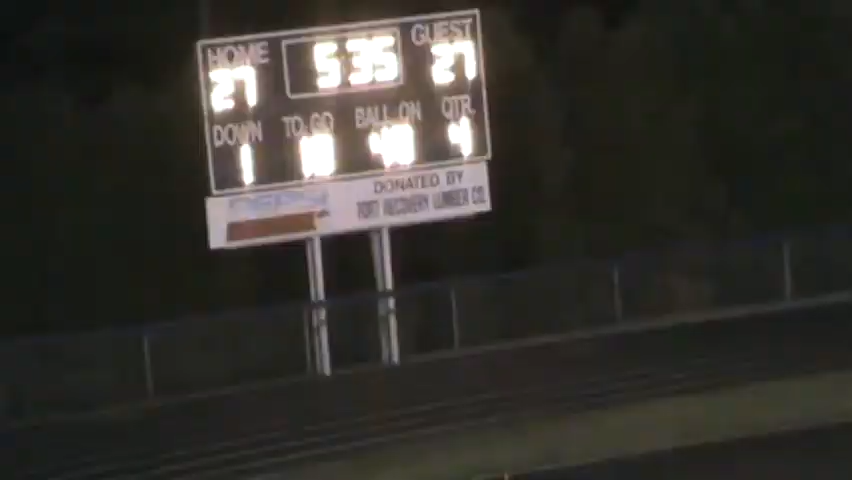 HOME 5:35 GUEST
27 27
DOWN TO GO BALL ON QTR.
1 10 40 4
DONATED BY
FORT RECOVERY LUMBER CO.